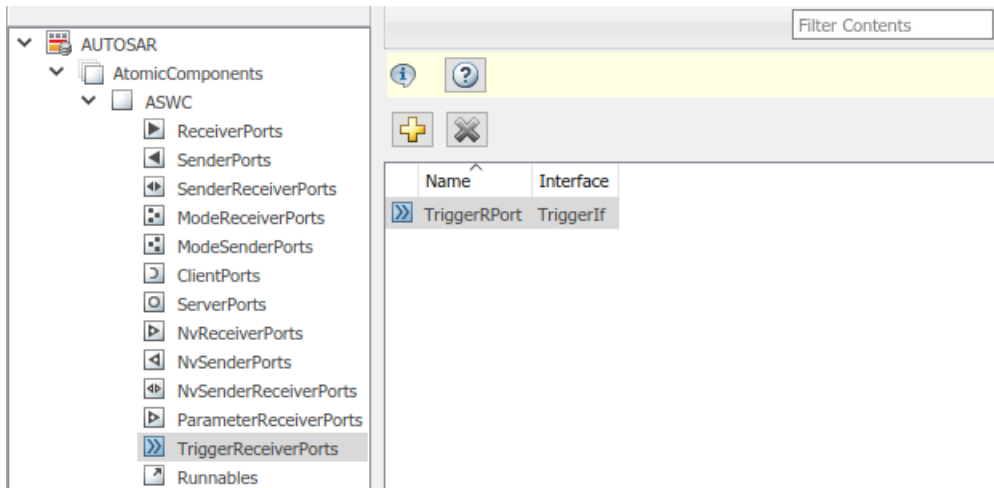 Filter Contents
AUTOSAR
AtomicComponents
ASWC
ReceiverPorts
SenderPorts
SenderReceiverPorts
ModeReceiverPorts
ModeSenderPorts
ClientPorts
ServerPorts
NvReceiverPorts
NvSenderPorts
NvSenderReceiverPorts
ParameterReceiverPorts
TriggerReceiverPorts
Runnables
Name Interface
TriggerRPort TriggerIf